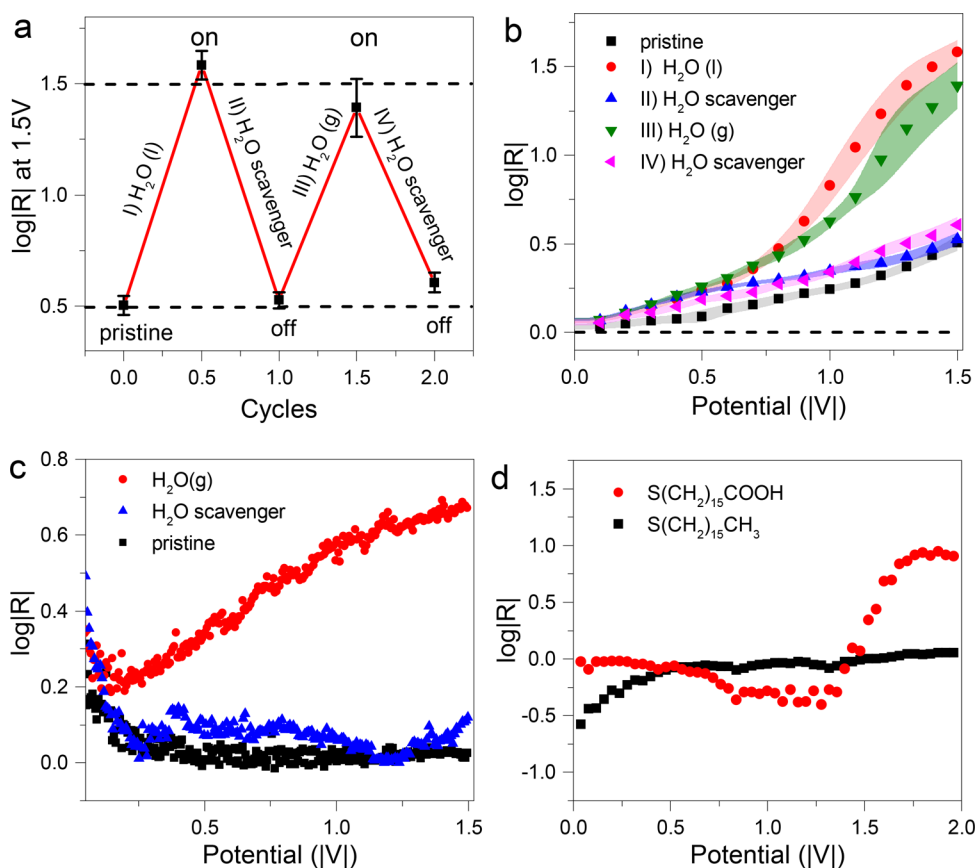 a
log|R| at 1.5V
1.5
1.0
0.5
on
on
I) H₂O (l)
II) H₂O scavenger
III) H₂O (g)
IV) H₂O scavenger
pristine
off
off
0.0 0.5 1.0 1.5 2.0
Cycles
b
log|R|
1.5
1.0
0.5
0.0
pristine
I) H₂O (l)
II) H₂O scavenger
III) H₂O (g)
IV) H₂O scavenger
0.0 0.5 1.0 1.5
Potential (|V|)
c
log|R|
0.8
0.6
0.4
0.2
0.0
H₂O(g)
H₂O scavenger
pristine
0.5 1.0 1.5
Potential (|V|)
d
log|R|
1.5
1.0
0.5
0.0
-0.5
-1.0
S(CH₂)₁₅COOH
S(CH₂)₁₅CH₃
0.0 0.5 1.0 1.5 2.0
Potential (|V|)